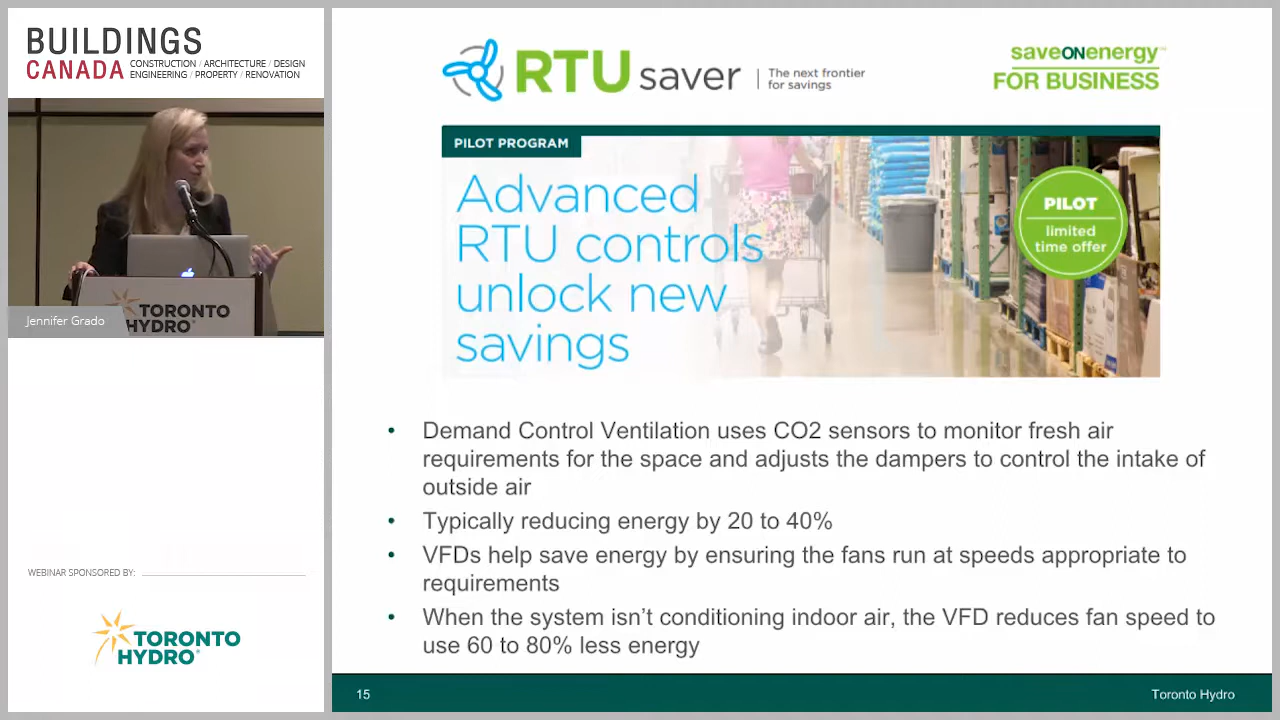 BUILDINGS
CANADA CONSTRUCTION / ARCHITECTURE / DESIGN
ENGINEERING / PROPERTY / RENOVATION
TORONTO
HYDRO
Jennifer Grado
WEBINAR SPONSORED BY:
TORONTO
HYDRO
RTU saver | The next frontier
for savings
saveONenergy™
FOR BUSINESS
PILOT PROGRAM
Advanced
RTU controls
unlock new
savings
PILOT
limited
time offer
• Demand Control Ventilation uses CO2 sensors to monitor fresh air
requirements for the space and adjusts the dampers to control the intake of
outside air
• Typically reducing energy by 20 to 40%
• VFDs help save energy by ensuring the fans run at speeds appropriate to
requirements
• When the system isn’t conditioning indoor air, the VFD reduces fan speed to
use 60 to 80% less energy
15
Toronto Hydro